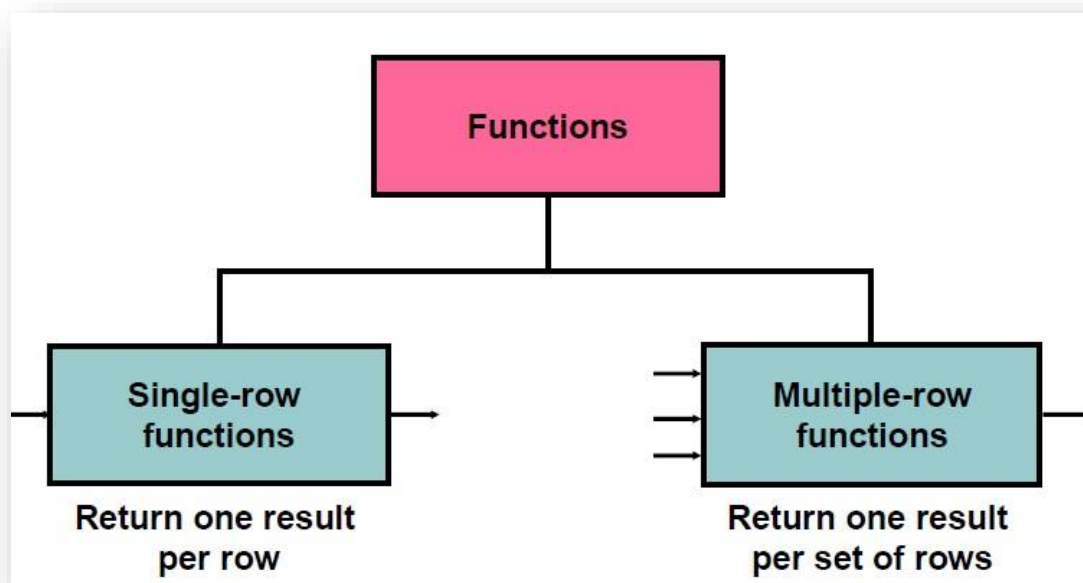 Functions
Single-row
functions
Multiple-row
functions
Return one result
per row
Return one result
per set of rows